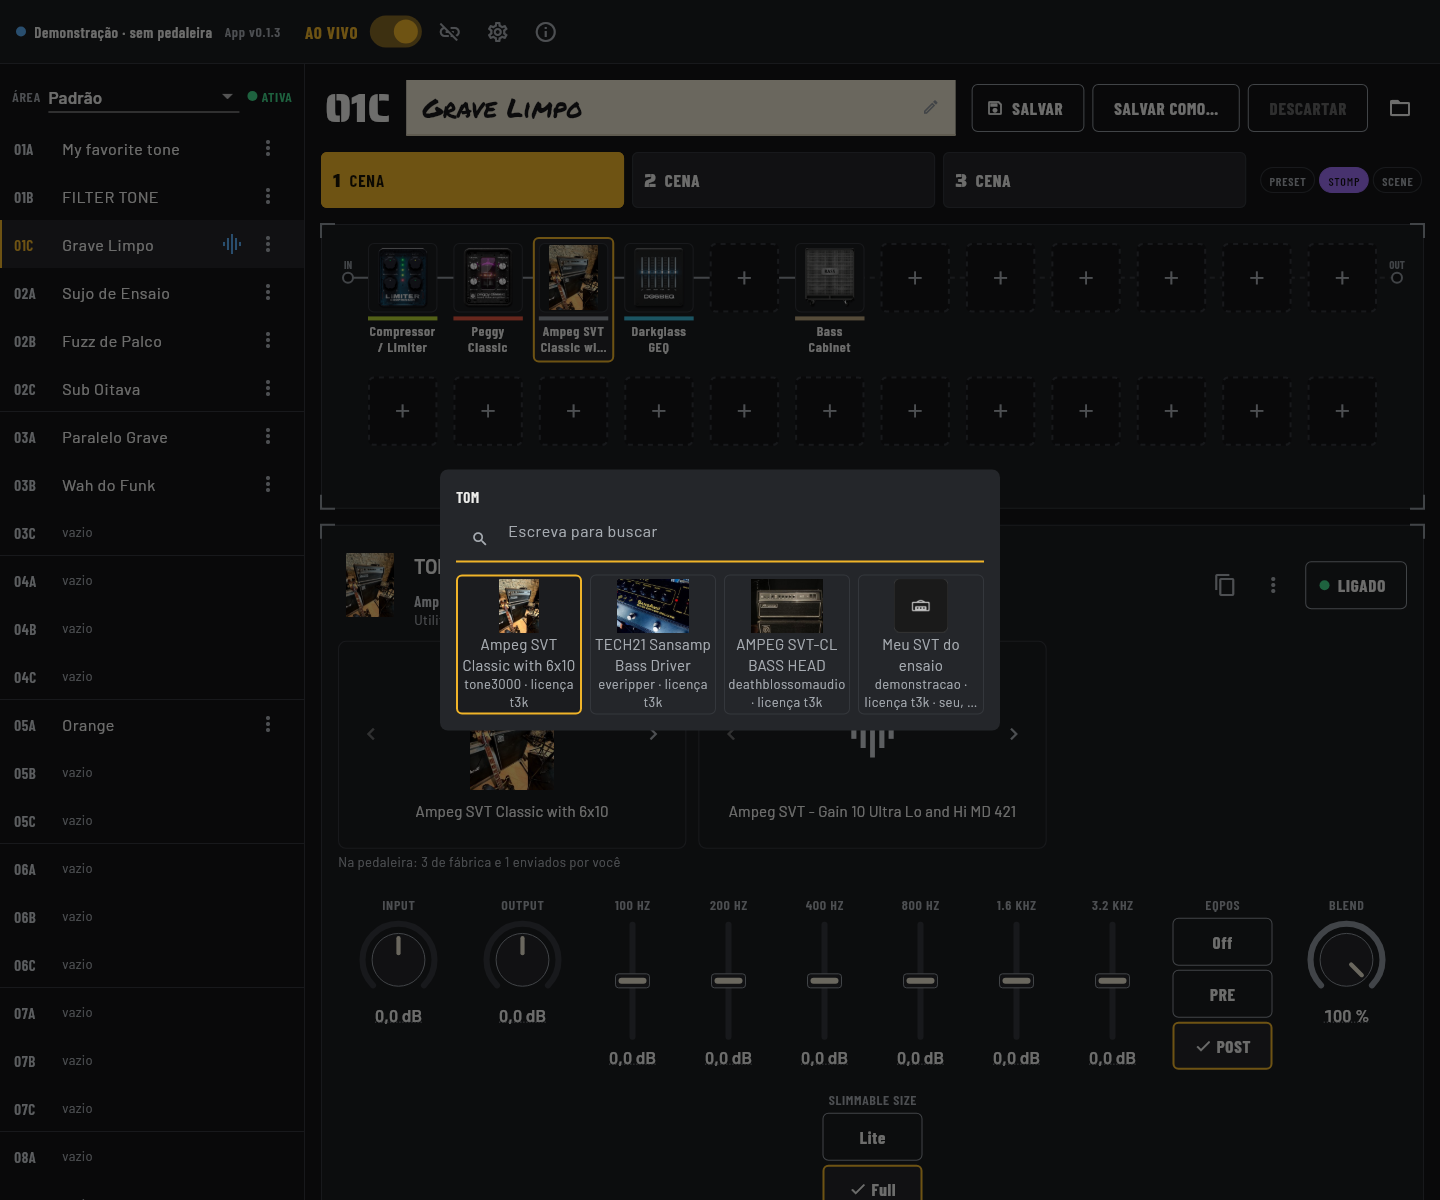 Demonstração · sem pedaleira App v0.1.3 AO VIVO
ÁREA Padrão ATIVA
01A My favorite tone
01B FILTER TONE
01C Grave Limpo
02A Sujo de Ensaio
02B Fuzz de Palco
02C Sub Oitava
03A Paralelo Grave
03B Wah do Funk
03C vazio
04A vazio
04B vazio
04C vazio
05A Orange
05B vazio
05C vazio
06A vazio
06B vazio
06C vazio
07A vazio
07B vazio
07C vazio
08A vazio
01C Grave Limpo SALVAR SALVAR COMO... DESCARTAR
1 CENA 2 CENA 3 CENA PRESET STOMP SCENE
IN OUT
LIMITER
Compressor
/ Limiter
Peggy
Classic
Ampeg SVT
Classic wi...
Darkglass
GEQ
Bass
Cabinet
TOM
Escreva para buscar
Ampeg SVT
Classic with 6x10
tone3000 · licença
t3k
TECH21 Sansamp
Bass Driver
everipper · licença
t3k
AMPEG SVT-CL
BASS HEAD
deathblossomaudio
· licença t3k
Meu SVT do
ensaio
demonstracao ·
licença t3k · seu, ...
LIGADO
Ampeg SVT Classic with 6x10
Ampeg SVT - Gain 10 Ultra Lo and Hi MD 421
Na pedaleira: 3 de fábrica e 1 enviados por você
INPUT OUTPUT 100 HZ 200 HZ 400 HZ 800 HZ 1.6 KHZ 3.2 KHZ EQPOS BLEND
Off
PRE
POST
0,0 dB 0,0 dB 100 %
0,0 dB 0,0 dB 0,0 dB 0,0 dB 0,0 dB 0,0 dB
SLIMMABLE SIZE
Lite
Full